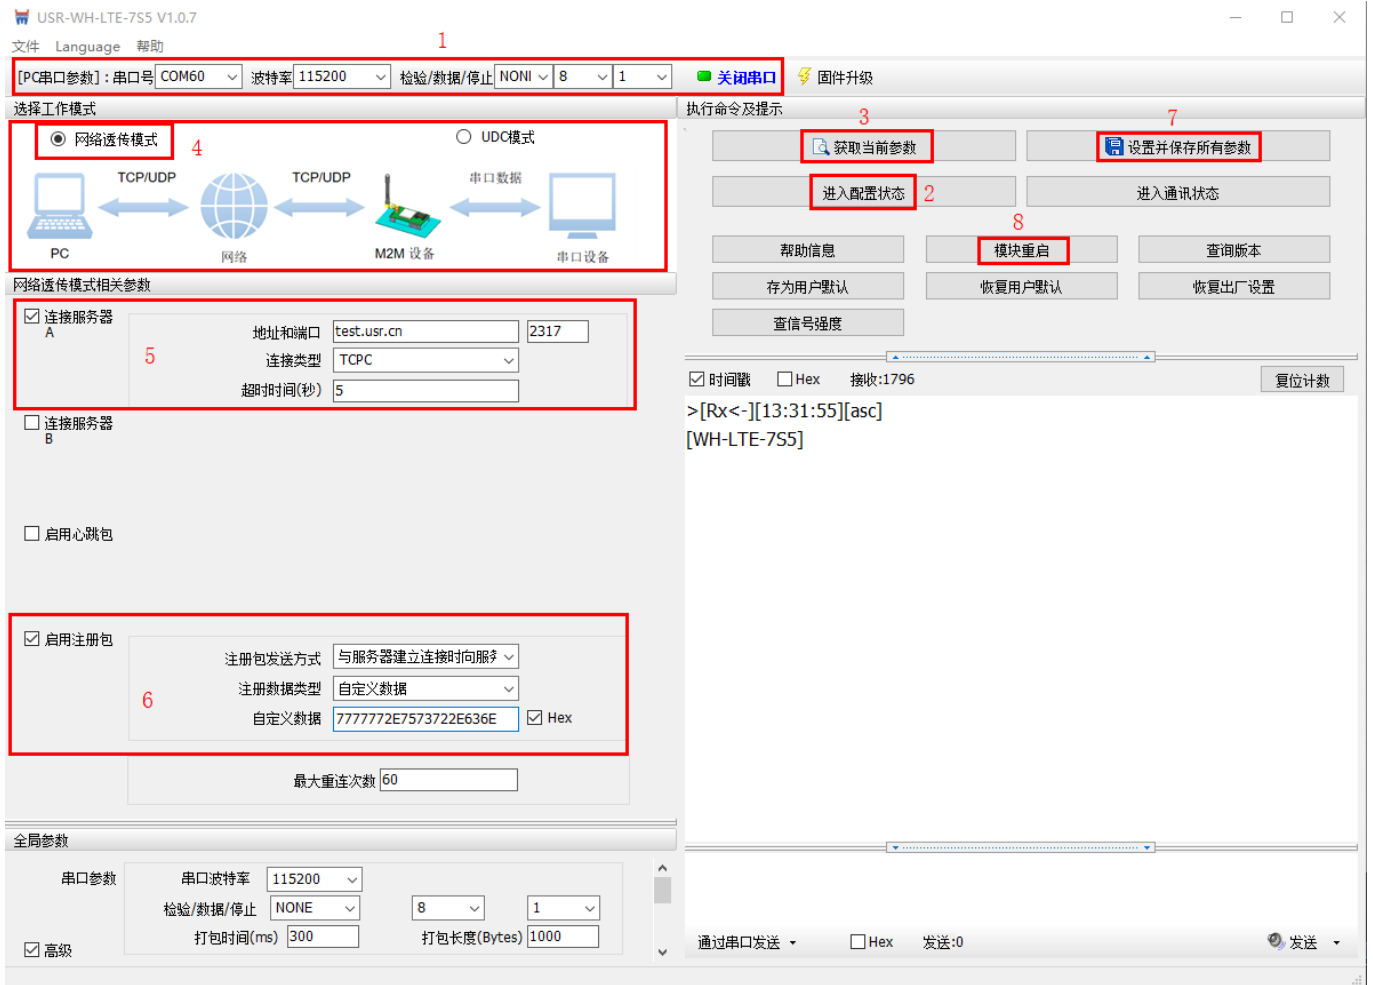 USR-WH-LTE-7S5 V1.0.7
文件 Language 帮助
1
[PC串口参数]：串口号 COM60 波特率 115200 检验/数据/停止 NONI 8 1 关闭串口 固件升级
选择工作模式
网络透传模式 4 UDC模式
TCP/UDP TCP/UDP 串口数据
PC 网络 M2M 设备 串口设备
网络透传模式相关参数
连接服务器
A
5
地址和端口 test.usr.cn 2317
连接类型 TCPC
超时时间(秒) 5
连接服务器
B
启用心跳包
启用注册包
6
注册包发送方式 与服务器建立连接时向服务
注册数据类型 自定义数据
自定义数据 7777772E7573722E636E Hex
最大重连次数 60
全局参数
串口参数 串口波特率 115200
检验/数据/停止 NONE 8 1
打包时间(ms) 300 打包长度(Bytes) 1000
高级
执行命令及提示
3 7
获取当前参数 设置并保存所有参数
进入配置状态 2 进入通讯状态
8
帮助信息 模块重启 查询版本
存为用户默认 恢复用户默认 恢复出厂设置
查信号强度
时间戳 Hex 接收:1796 复位计数
>[Rx<-][13:31:55][asc]
[WH-LTE-7S5]
通过串口发送 Hex 发送:0 发送